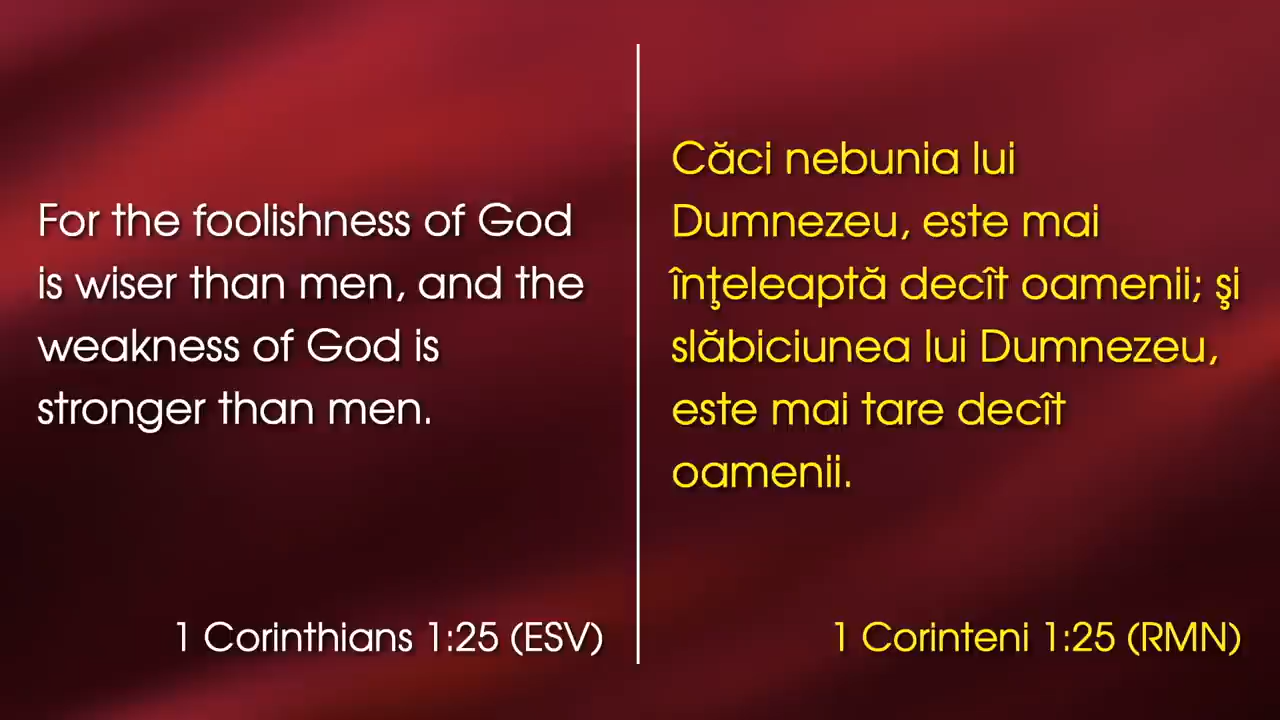 For the foolishness of God
is wiser than men, and the
weakness of God is
stronger than men.
1 Corinthians 1:25 (ESV)
Căci nebunia lui
Dumnezeu, este mai
înţeleaptă decît oamenii; şi
slăbiciunea lui Dumnezeu,
este mai tare decît
oamenii.
1 Corinteni 1:25 (RMN)